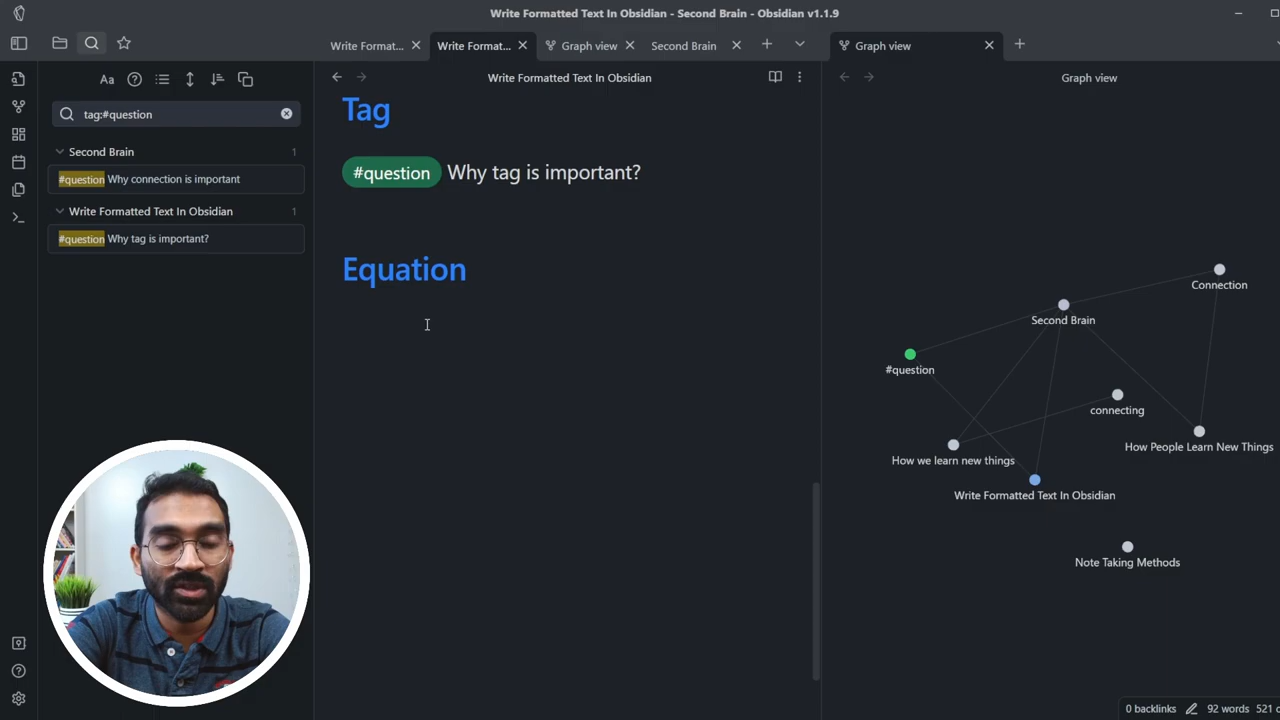 Write Formatted Text In Obsidian - Second Brain - Obsidian v1.1.9
Write Format...
Write Format...
Graph view
Second Brain
Graph view
Aa
Write Formatted Text In Obsidian
Graph view
tag:#question
Second Brain
1
#question Why connection is important
Write Formatted Text In Obsidian
1
#question Why tag is important?
Tag
#question Why tag is important?
Equation
Connection
Second Brain
#question
connecting
How People Learn New Things
How we learn new things
Write Formatted Text In Obsidian
Note Taking Methods
0 backlinks
92 words
521 c